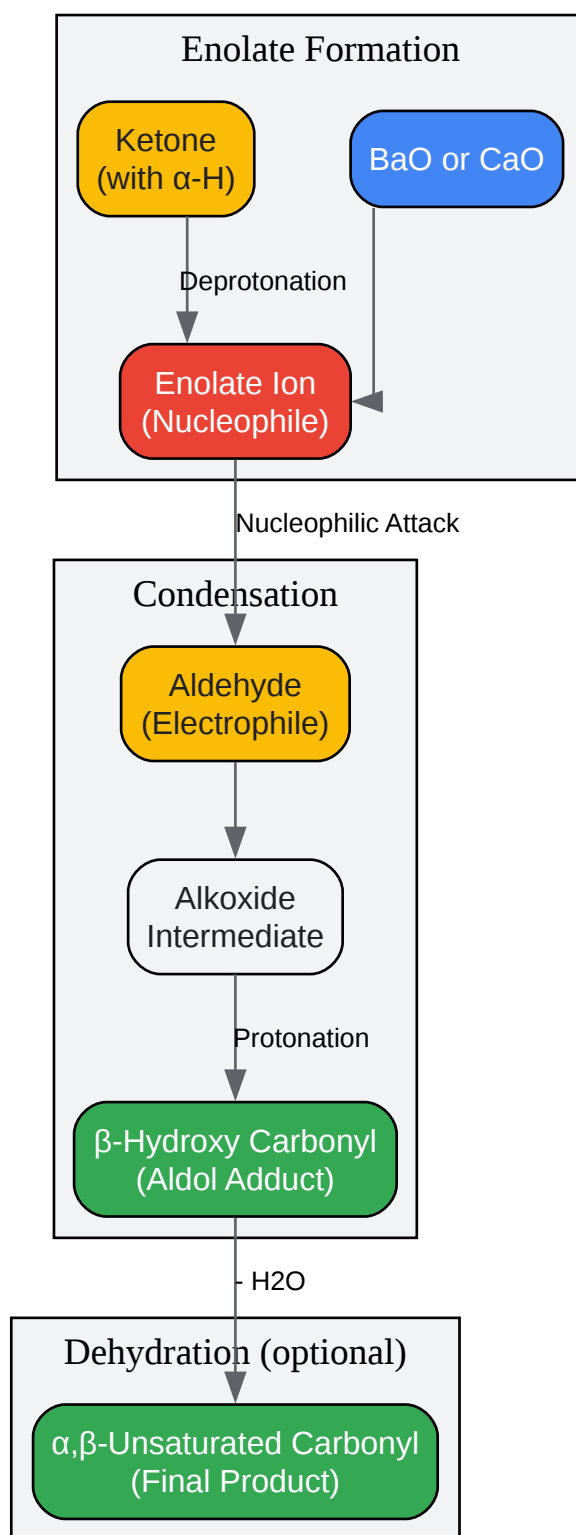 Enolate Formation
Ketone
(with α-H)
BaO or CaO
Deprotonation
Enolate Ion
(Nucleophile)
Nucleophilic Attack
Condensation
Aldehyde
(Electrophile)
Alkoxide
Intermediate
Protonation
β-Hydroxy Carbonyl
(Aldol Adduct)
- H2O
Dehydration (optional)
α,β-Unsaturated Carbonyl
(Final Product)